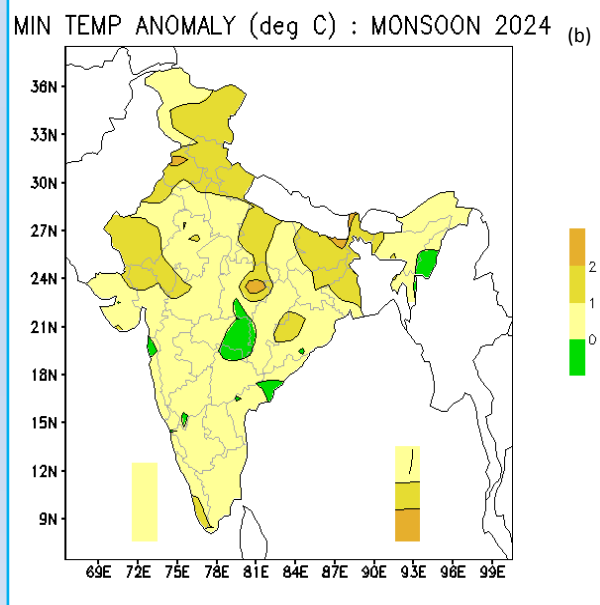 MIN TEMP ANOMALY (deg C) : MONSOON 2024
(b)
36N
33N
30N
27N
24N
21N
18N
15N
12N
9N
2
1
0
69E 72E 75E 78E 81E 84E 87E 90E 93E 96E 99E